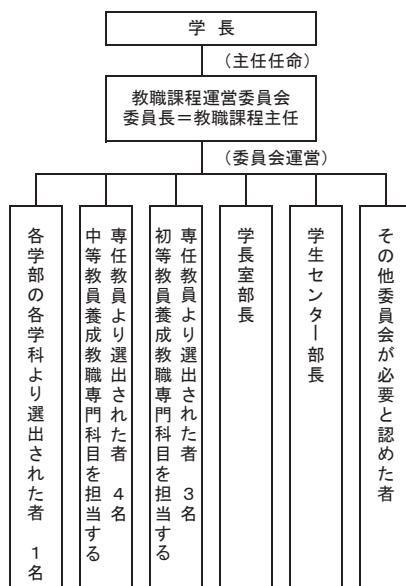 学長
（主任任命）
教職課程運営委員会
委員長＝教職課程主任
（委員会運営）
各学部の各学科より選出された者　１名
中等教員養成教職専門科目を担当する
専任教員より選出された者　４名
初等教員養成教職専門科目を担当する
専任教員より選出された者　３名
学長室部長
学生センター部長
その他委員会が必要と認めた者